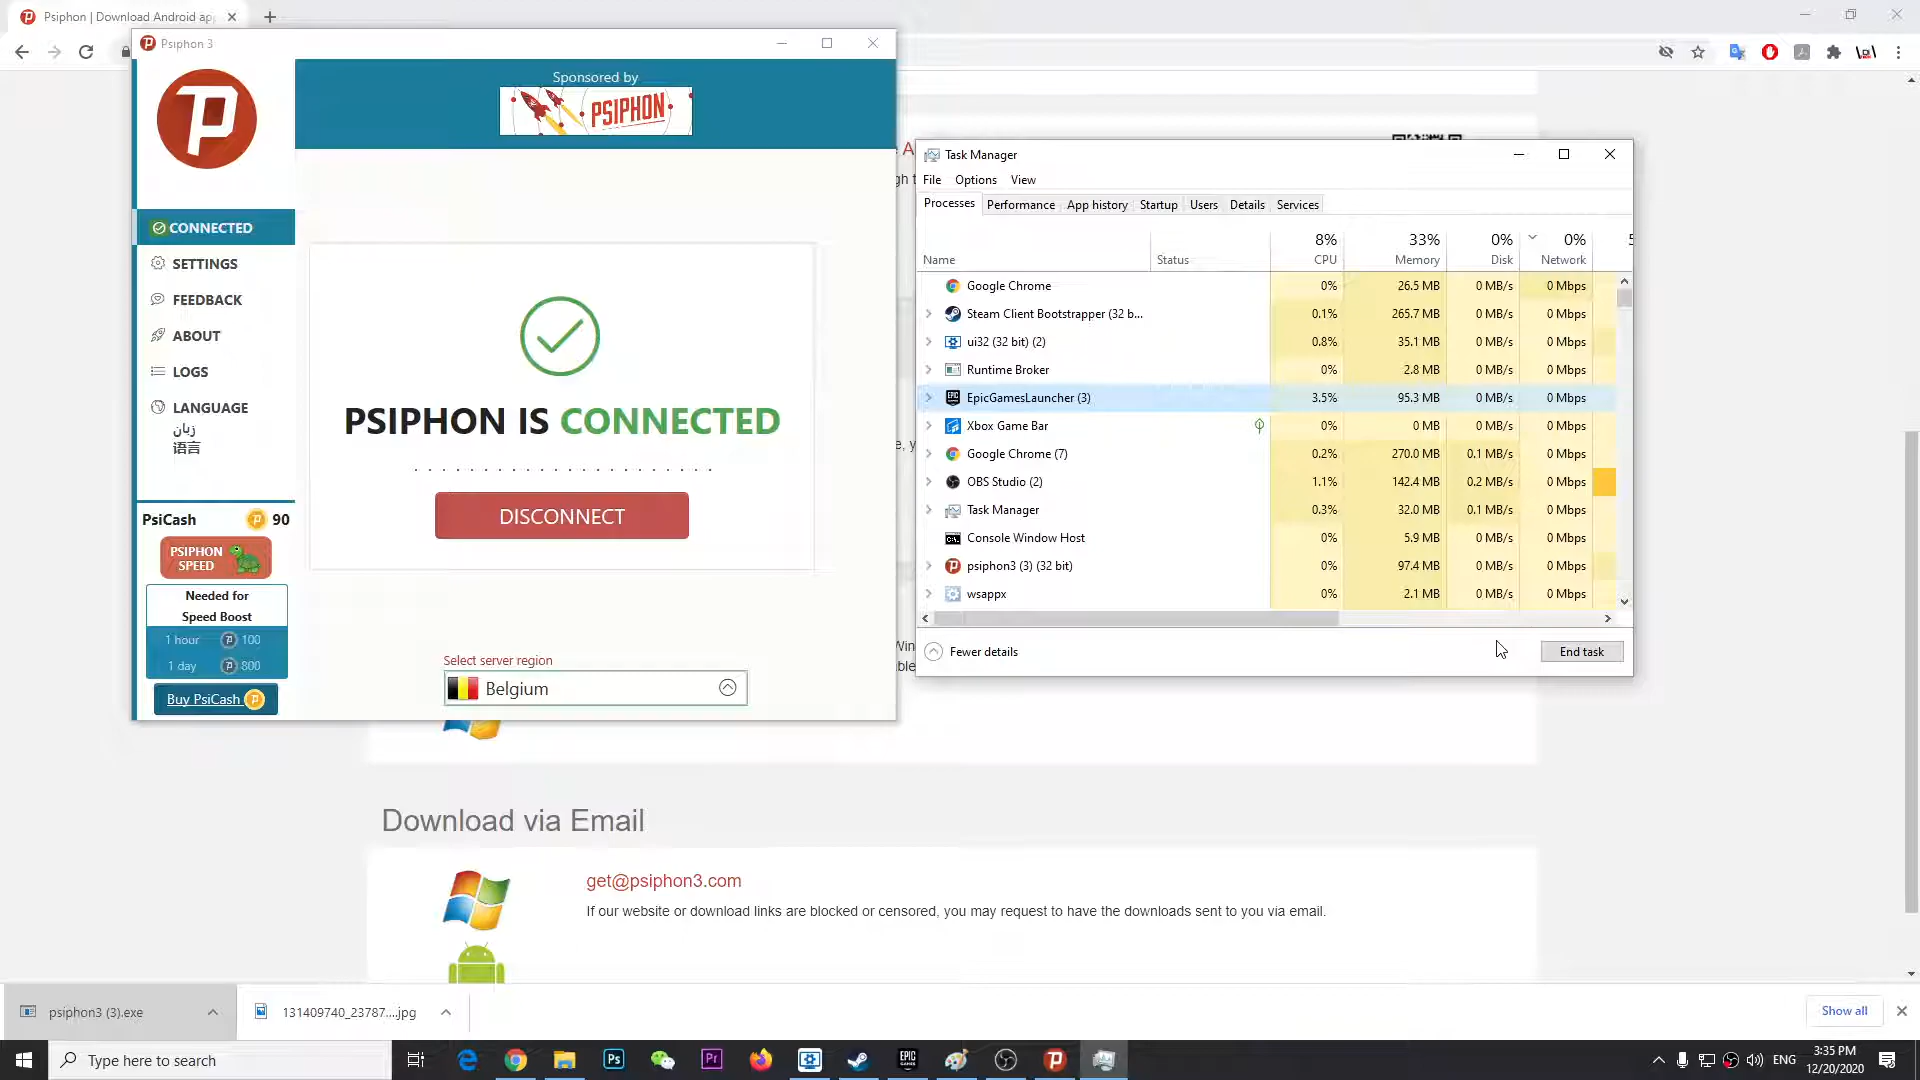 Psiphon | Download Android ap
Psiphon 3
Sponsored by
PSIPHON
CONNECTED
SETTINGS
FEEDBACK
ABOUT
LOGS
LANGUAGE
زبان
语言
PsiCash 90
PSIPHON
SPEED
Needed for
Speed Boost
1 hour 100
1 day 800
Buy PsiCash
PSIPHON IS CONNECTED
DISCONNECT
Select server region
Belgium
Task Manager
File Options View
Processes Performance App history Startup Users Details Services
8% 33% 0% 0%
Name Status CPU Memory Disk Network
Google Chrome 0% 26.5 MB 0 MB/s 0 Mbps
Steam Client Bootstrapper (32 b... 0.1% 265.7 MB 0 MB/s 0 Mbps
ui32 (32 bit) (2) 0.8% 35.1 MB 0 MB/s 0 Mbps
Runtime Broker 0% 2.8 MB 0 MB/s 0 Mbps
EpicGamesLauncher (3) 3.5% 95.3 MB 0 MB/s 0 Mbps
Xbox Game Bar 0% 0 MB 0 MB/s 0 Mbps
Google Chrome (7) 0.2% 270.0 MB 0.1 MB/s 0 Mbps
OBS Studio (2) 1.1% 142.4 MB 0.2 MB/s 0 Mbps
Task Manager 0.3% 32.0 MB 0.1 MB/s 0 Mbps
Console Window Host 0% 5.9 MB 0 MB/s 0 Mbps
psiphon3 (3) (32 bit) 0% 97.4 MB 0 MB/s 0 Mbps
wsappx 0% 2.1 MB 0 MB/s 0 Mbps
Fewer details End task
Download via Email
get@psiphon3.com
If our website or download links are blocked or censored, you may request to have the downloads sent to you via email.
psiphon3 (3).exe
131409740_23787....jpg
Show all
Type here to search
ENG
3:35 PM
12/20/2020